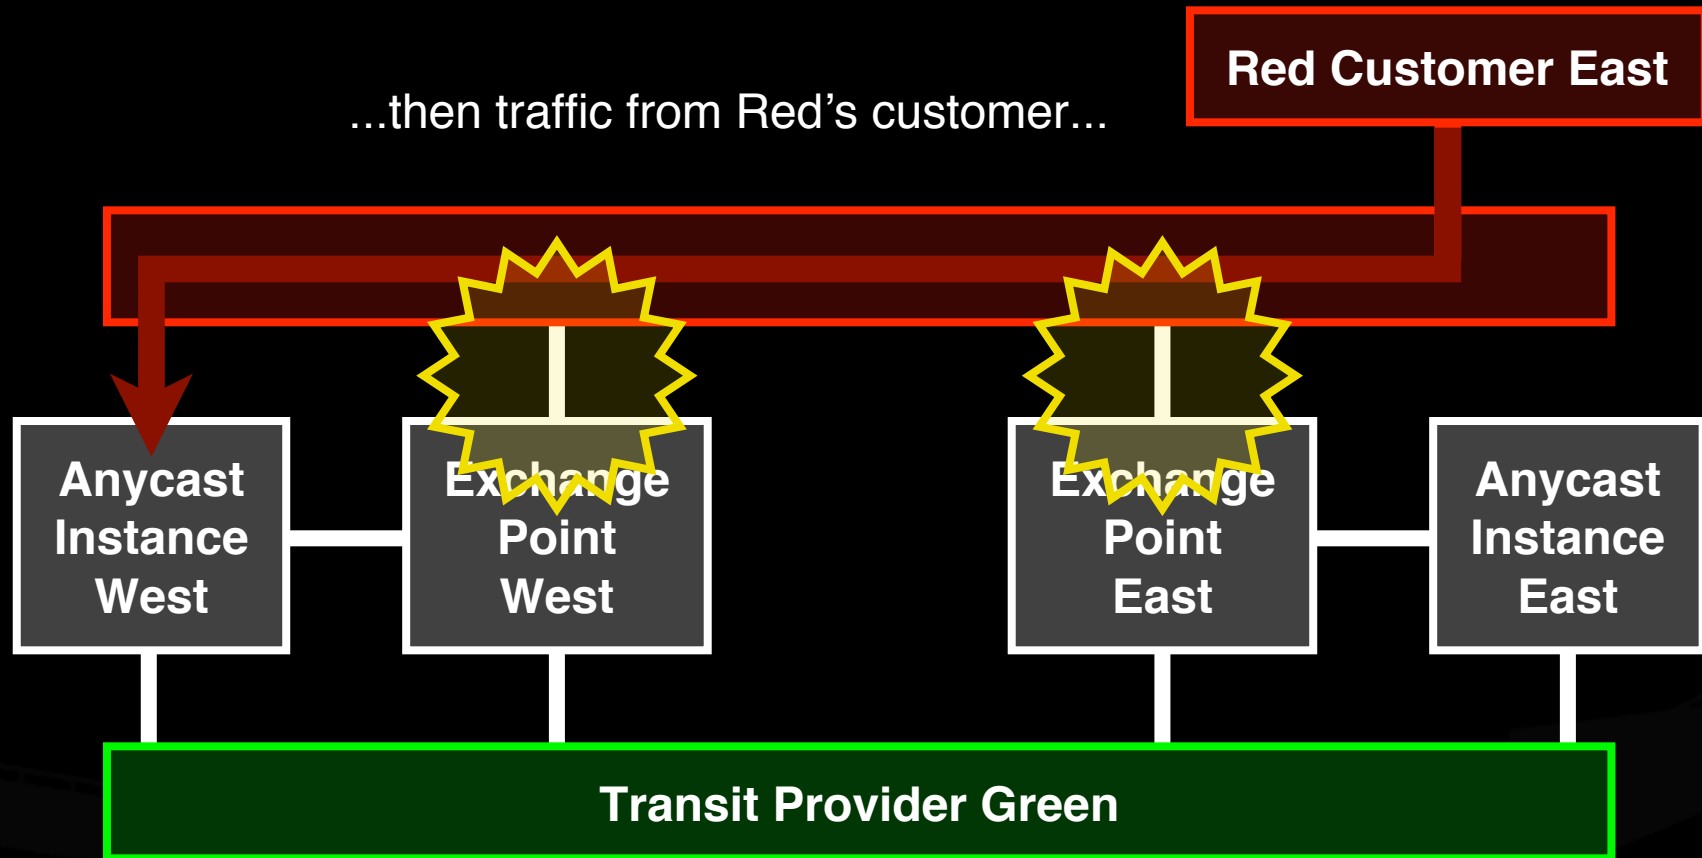 Red Customer East
...then traffic from Red’s customer...
Anycast
Instance
West
Exchange
Point
West
Exchange
Point
East
Anycast
Instance
East
Transit Provider Green